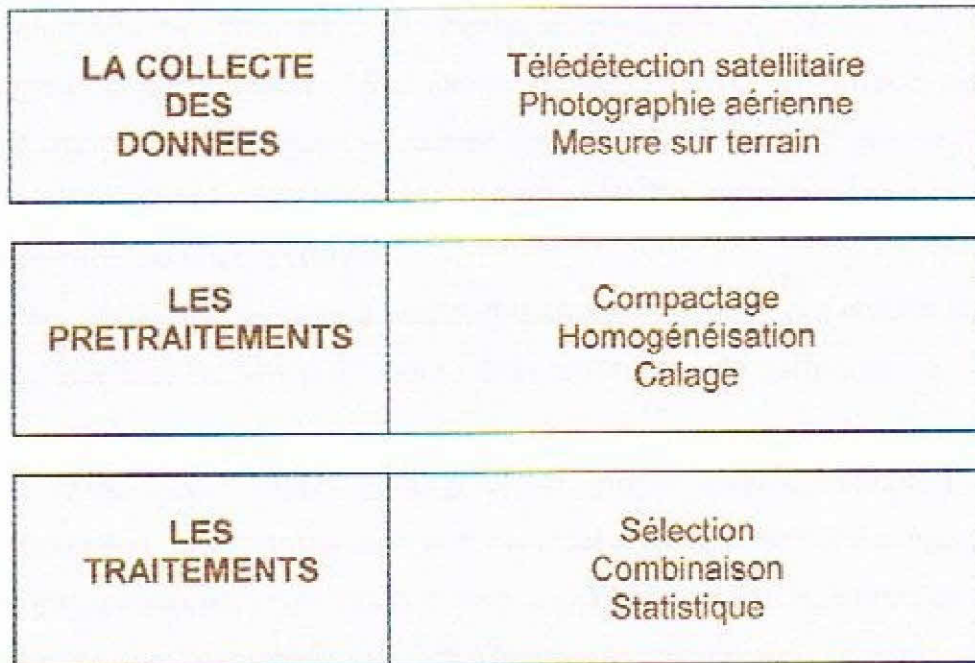 LA COLLECTE
DES
DONNEES
Télédétection satellitaire
Photographie aérienne
Mesure sur terrain
LES
PRETRAITEMENTS
Compactage
Homogénéisation
Calage
LES
TRAITEMENTS
Sélection
Combinaison
Statistique